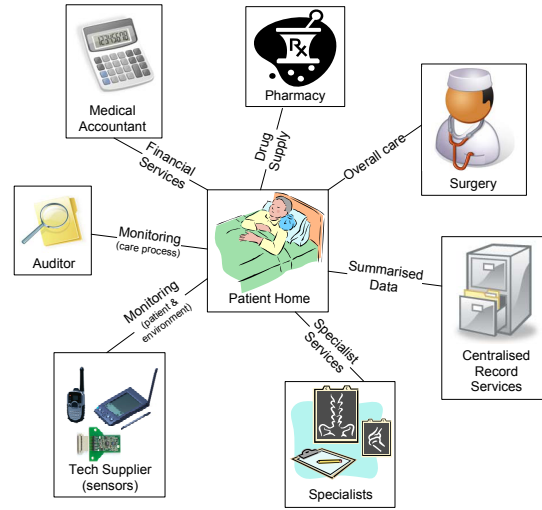 Medical
Accountant
Rx
Pharmacy
Financial
Services
Drug
Supply
Overall care
Surgery
Auditor
Monitoring
(care process)
Patient Home
Summarised
Data
Centralised
Record
Services
Monitoring
(patient &
environment)
Specialist
Services
Tech Supplier
(sensors)
Specialists